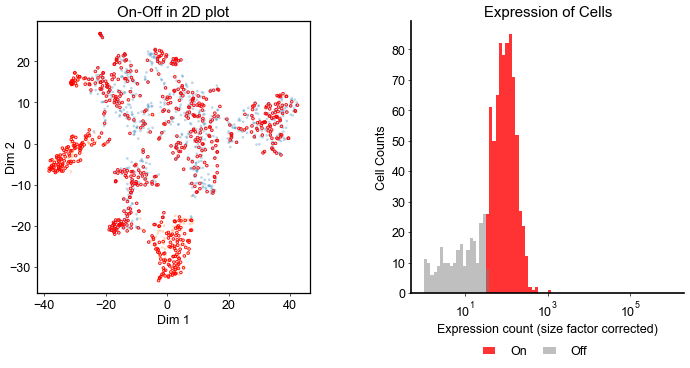 On-Off in 2D plot
Dim 2
20
10
0
−10
−20
−30
−40
−20
0
20
40
Dim 1
Expression of Cells
Cell Counts
80
70
60
50
40
30
20
10
0
10^1
10^3
10^5
Expression count (size factor corrected)
On
Off